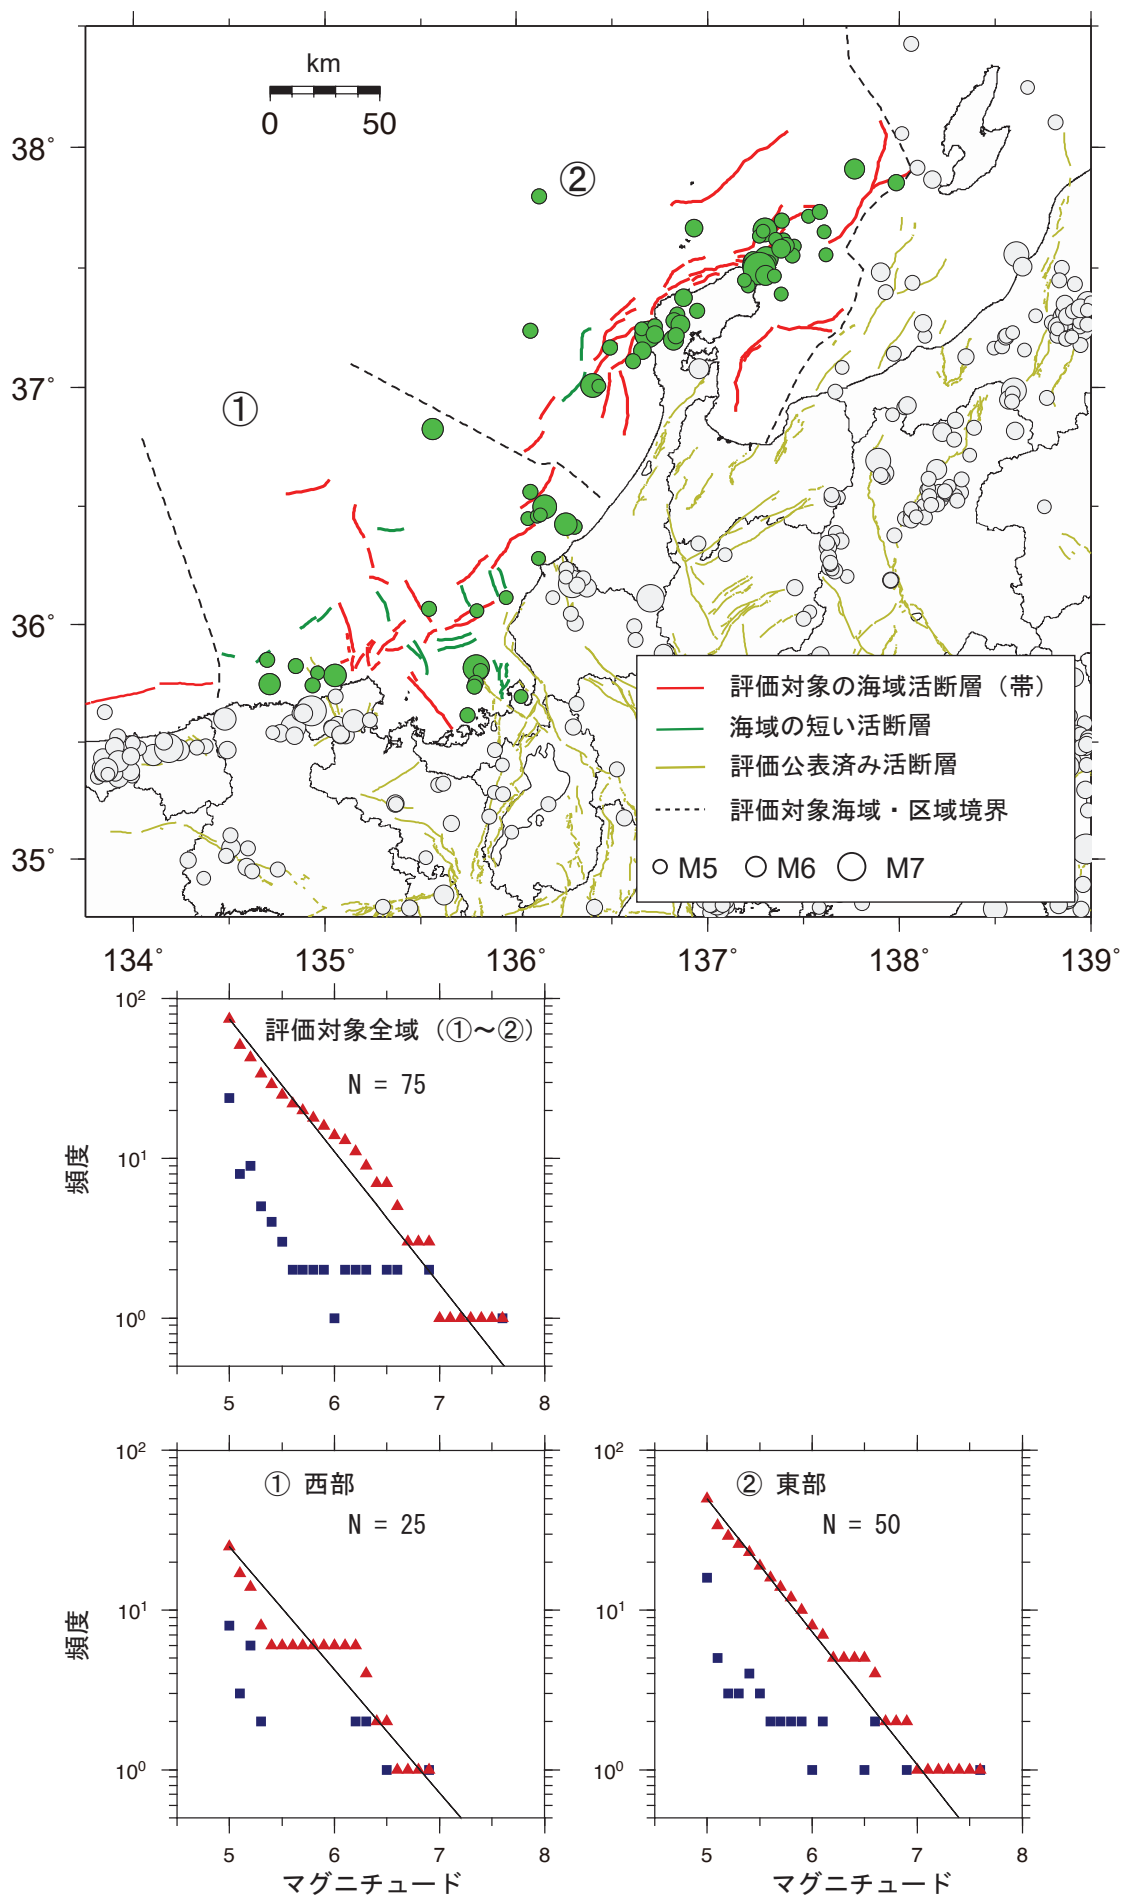 km
0 50
38°
37°
36°
35°
②
①
評価対象の海域活断層（帯）
海域の短い活断層
評価公表済み活断層
評価対象海域・区域境界
M5 M6 M7
134° 135° 136° 137° 138° 139°
評価対象全域（①～②）
N = 75
10²
10¹
10⁰
頻度
5 6 7 8
① 西部
N = 25
10²
10¹
10⁰
頻度
5 6 7 8
マグニチュード
② 東部
N = 50
10²
10¹
10⁰
5 6 7 8
マグニチュード